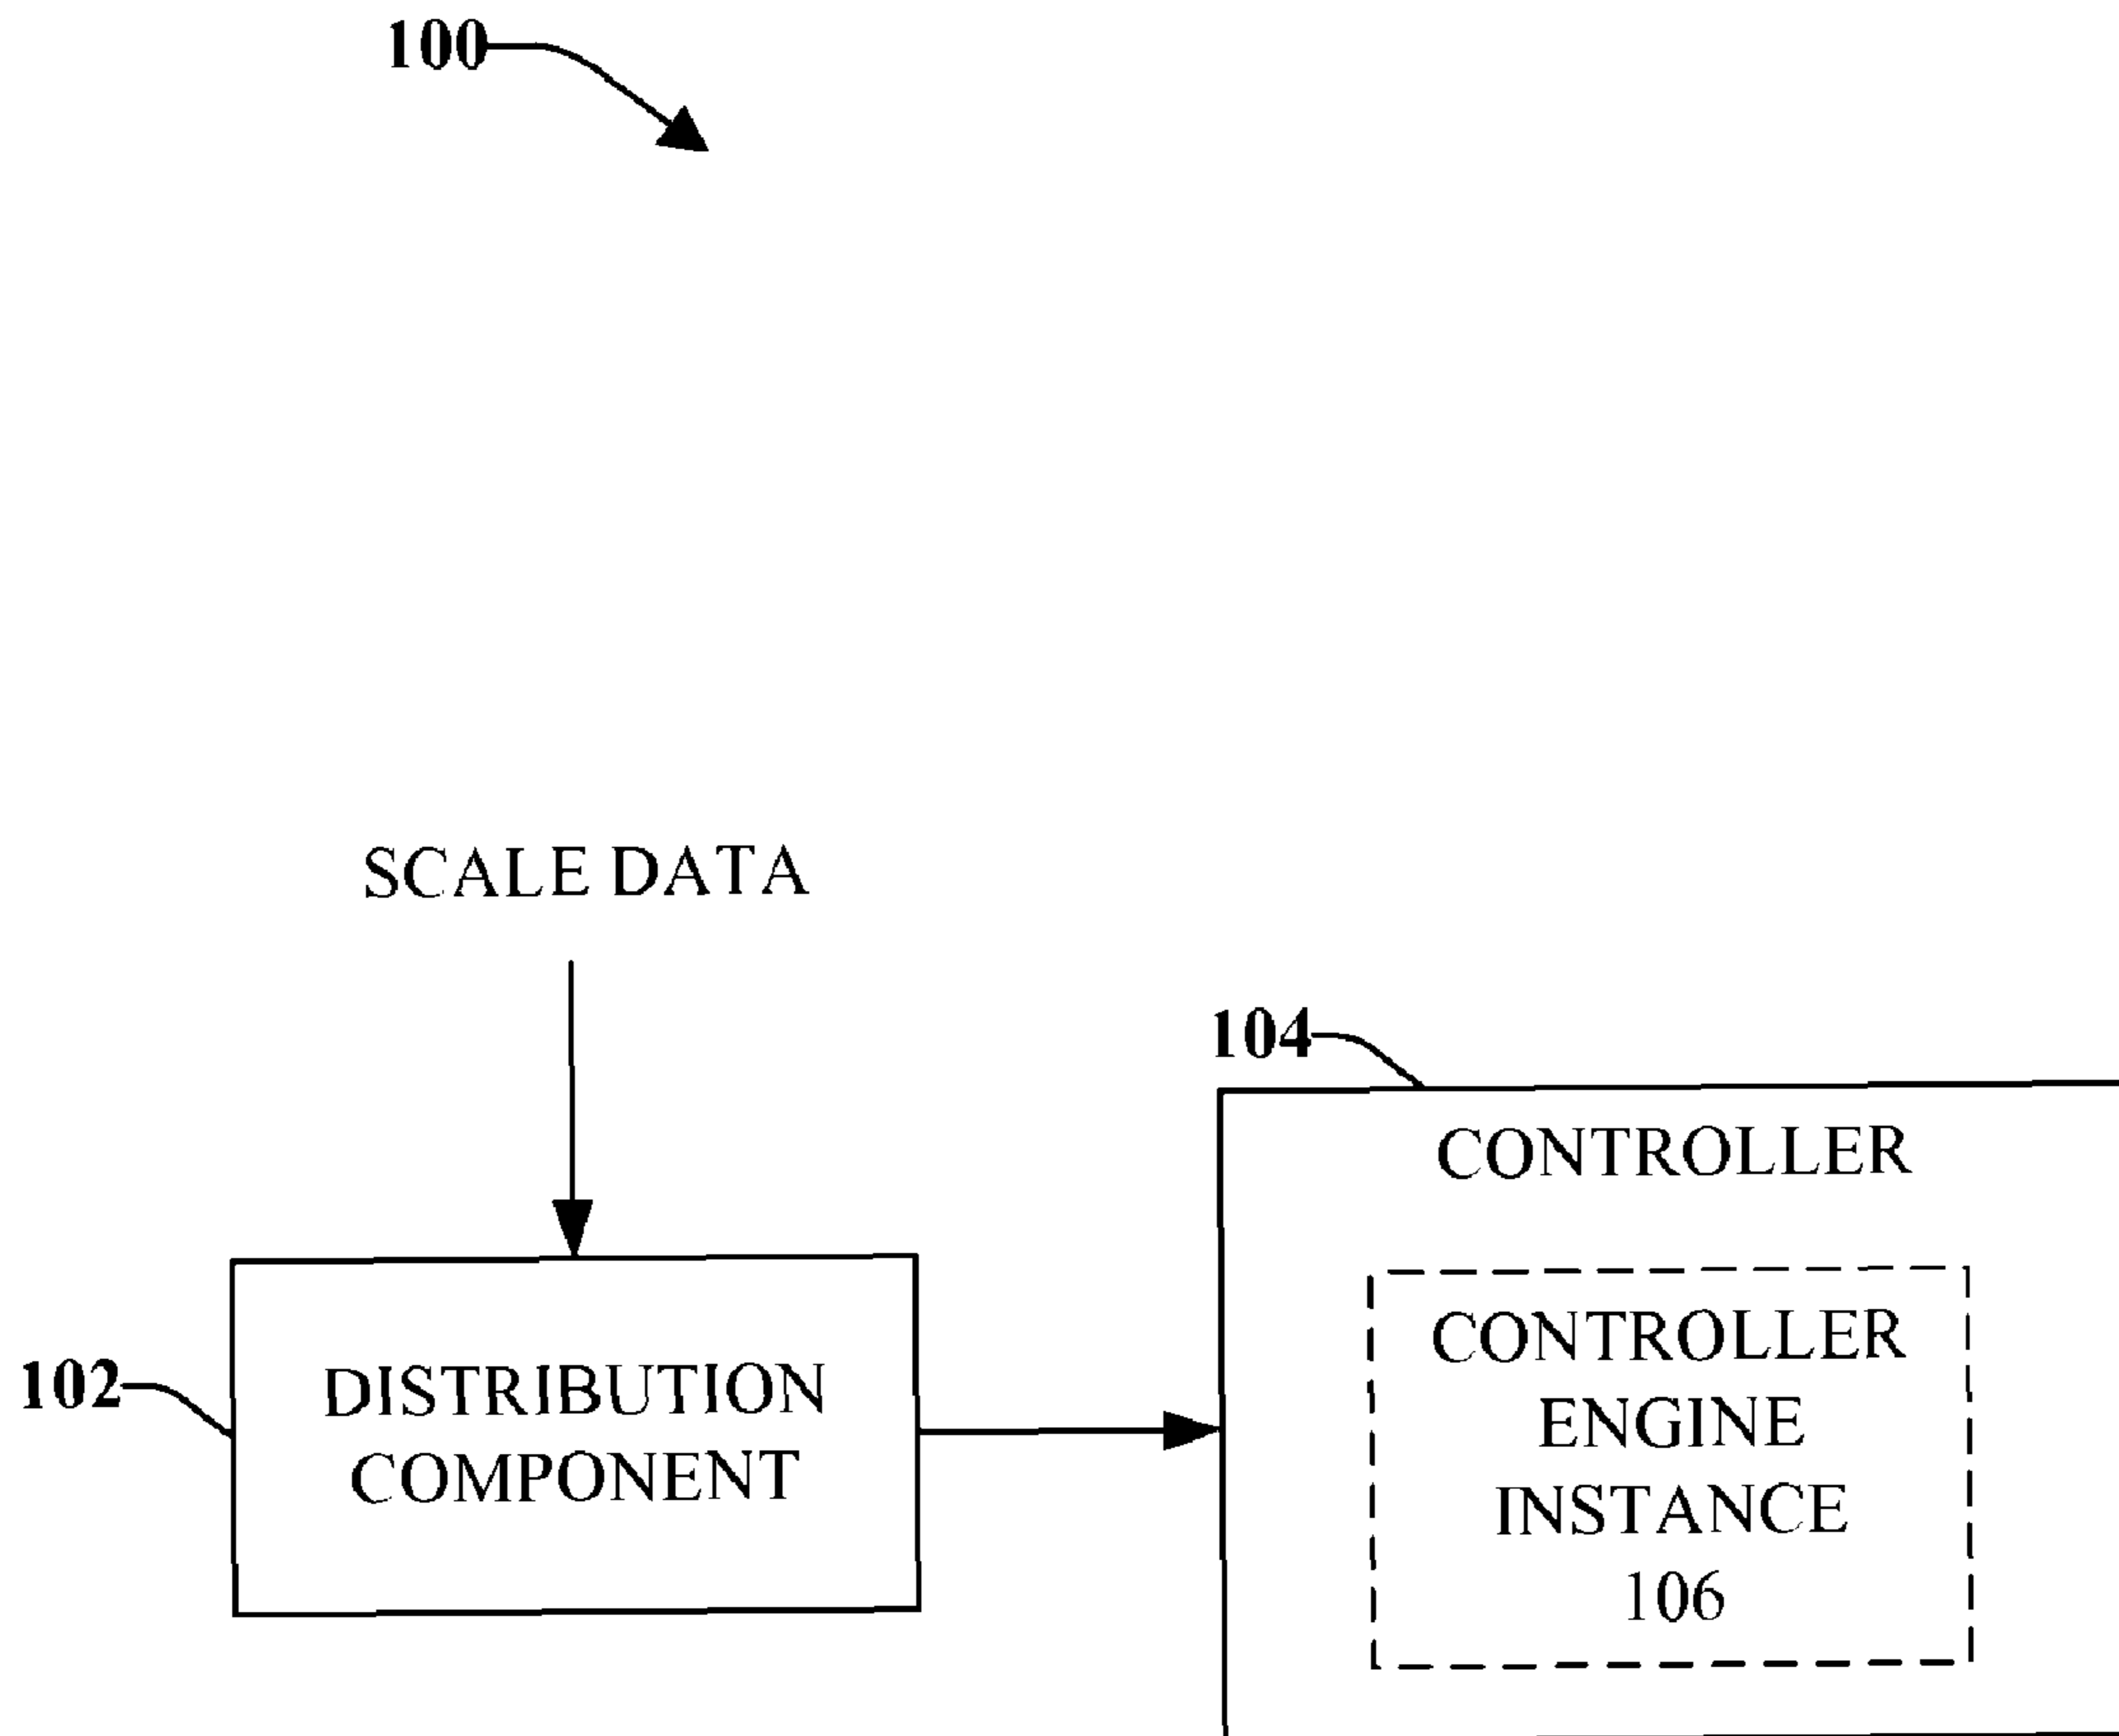 100
SCALE DATA
104
CONTROLLER
102
DISTRIBUTION
COMPONENT
CONTROLLER
ENGINE
INSTANCE
106